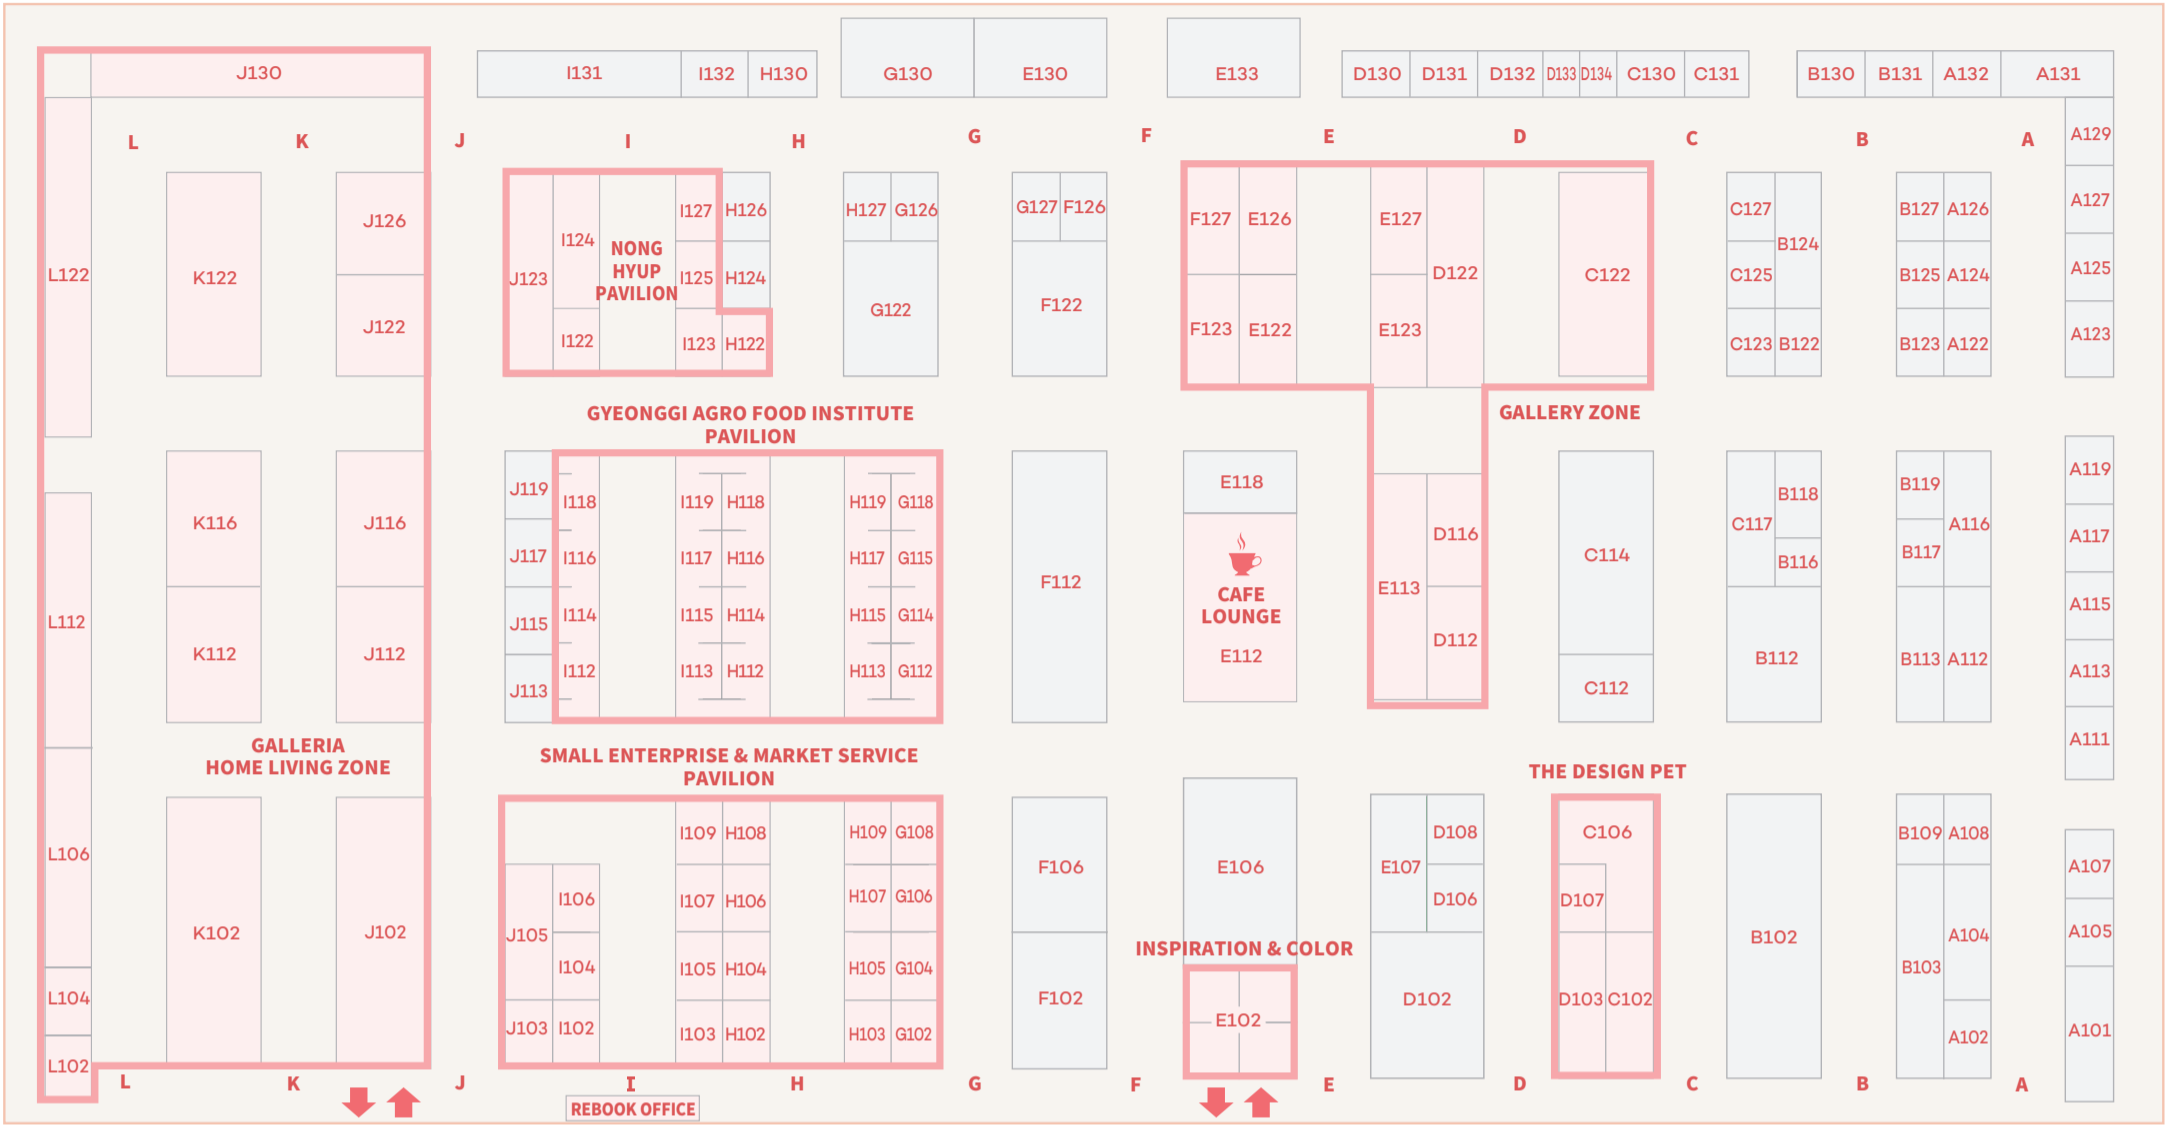 J130
I131
I132
H130
G130
E130
E133
D130
D131
D132
D133
D134
C130
C131
B130
B131
A132
A131
L
K
J
I
H
G
F
E
D
C
B
A
A129
L122
K122
J126
J122
J123
I124
I122
NONG
HYUP
PAVILION
I127
I125
I123
H126
H124
H122
H127
G126
G122
G127
F126
F122
F127
E126
F123
E122
E127
E123
D122
C122
C127
C125
C123
B124
B122
B127
A126
B125
A124
B123
A122
A127
A125
A123
GYEONGGI AGRO FOOD INSTITUTE
PAVILION
GALLERY ZONE
L112
K116
K112
J116
J112
J119
J117
J115
J113
I118
I116
I114
I112
I119
H118
I117
H116
I115
H114
I113
H112
H119
G118
H117
G115
H115
G114
H113
G112
F112
E118
CAFE
LOUNGE
E112
E113
D116
D112
C114
C112
C117
B118
B116
B112
B119
B117
A116
B113
A112
A119
A117
A115
A113
A111
GALLERIA
HOME LIVING ZONE
SMALL ENTERPRISE & MARKET SERVICE
PAVILION
THE DESIGN PET
L106
L104
L102
K102
J102
J105
J103
I106
I104
I102
I109
H108
I107
H106
I105
H104
I103
H102
H109
G108
H107
G106
H105
G104
H103
G102
F106
F102
E106
INSPIRATION & COLOR
E102
E107
D108
D106
D102
C106
D107
D103
C102
B102
B109
A108
B103
A104
A102
A107
A105
A101
L
K
J
I
H
G
F
E
D
C
B
A
REBOOK OFFICE